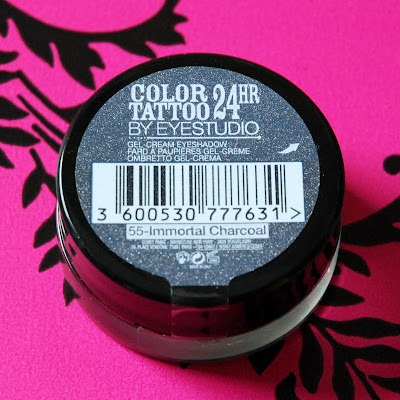 COLOR
TATTOO 24HR
BY EYESTUDIO
GEL-CREAM EYESHADOW
FARD À PAUPIÈRES GEL-CRÈME
OMBRETTO GEL-CREMA
3 600530 777631 >
55-Immortal Charcoal